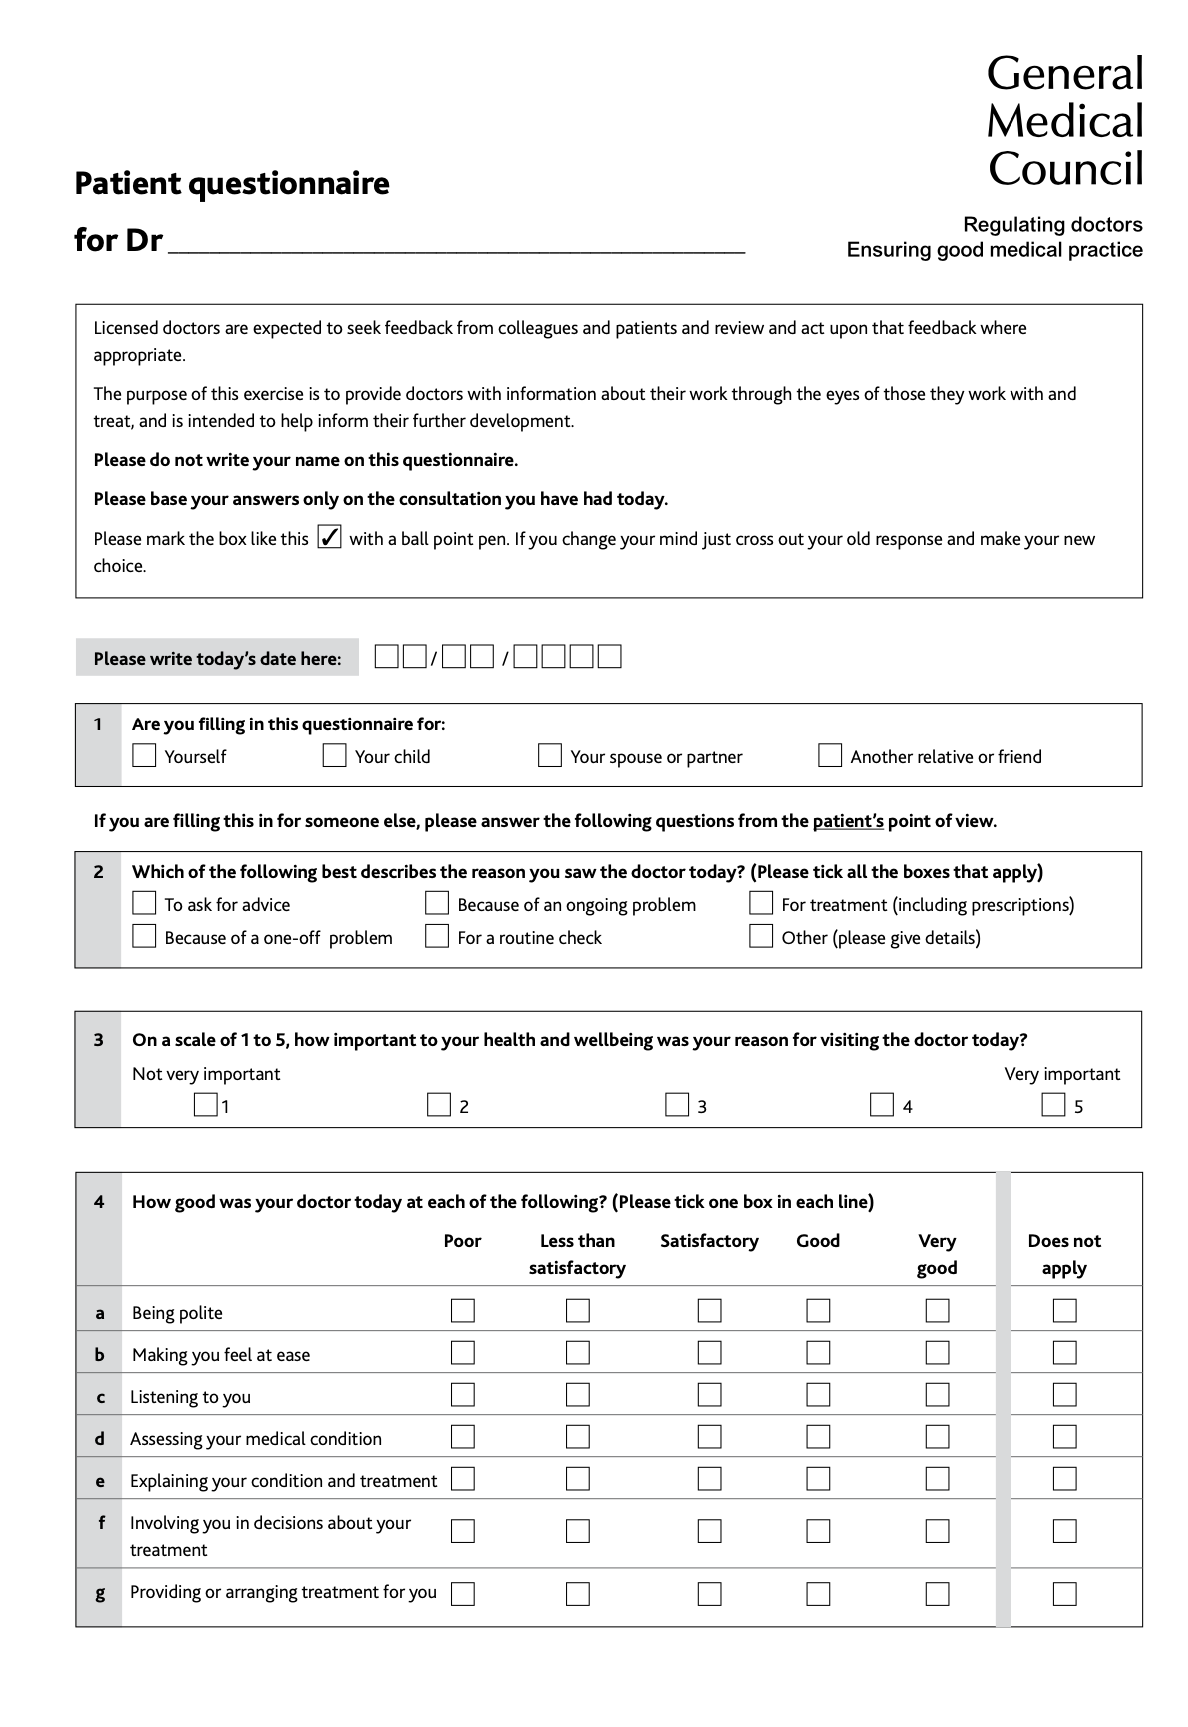 General
Medical
Council
Patient questionnaire
Regulating doctors
for Dr ______________________________________________
Ensuring good medical practice
Licensed doctors are expected to seek feedback from colleagues and patients and review and act upon that feedback where
appropriate.
The purpose of this exercise is to provide doctors with information about their work through the eyes of those they work with and
treat, and is intended to help inform their further development.
Please do not write your name on this questionnaire.
Please base your answers only on the consultation you have had today.
Please mark the box like this ✓ with a ball point pen. If you change your mind just cross out your old response and make your new
choice.
Please write today’s date here: / /
1 Are you filling in this questionnaire for:
Yourself Your child Your spouse or partner Another relative or friend
If you are filling this in for someone else, please answer the following questions from the patient’s point of view.
2 Which of the following best describes the reason you saw the doctor today? (Please tick all the boxes that apply)
To ask for advice Because of an ongoing problem For treatment (including prescriptions)
Because of a one-off problem For a routine check Other (please give details)
3 On a scale of 1 to 5, how important to your health and wellbeing was your reason for visiting the doctor today?
Not very important Very important
1 2 3 4 5
4 How good was your doctor today at each of the following? (Please tick one box in each line)
Poor Less than Satisfactory Good Very Does not
satisfactory good apply
a Being polite
b Making you feel at ease
c Listening to you
d Assessing your medical condition
e Explaining your condition and treatment
f Involving you in decisions about your
treatment
g Providing or arranging treatment for you